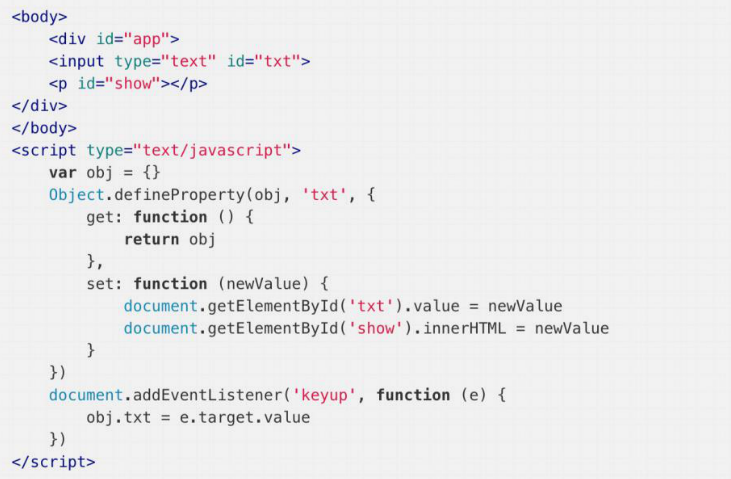 <body>
    <div id="app">
    <input type="text" id="txt">
    <p id="show"></p>
</div>
</body>
<script type="text/javascript">
    var obj = {}
    Object.defineProperty(obj, 'txt', {
        get: function () {
            return obj
        },
        set: function (newValue) {
            document.getElementById('txt').value = newValue
            document.getElementById('show').innerHTML = newValue
        }
    })
    document.addEventListener('keyup', function (e) {
        obj.txt = e.target.value
    })
</script>